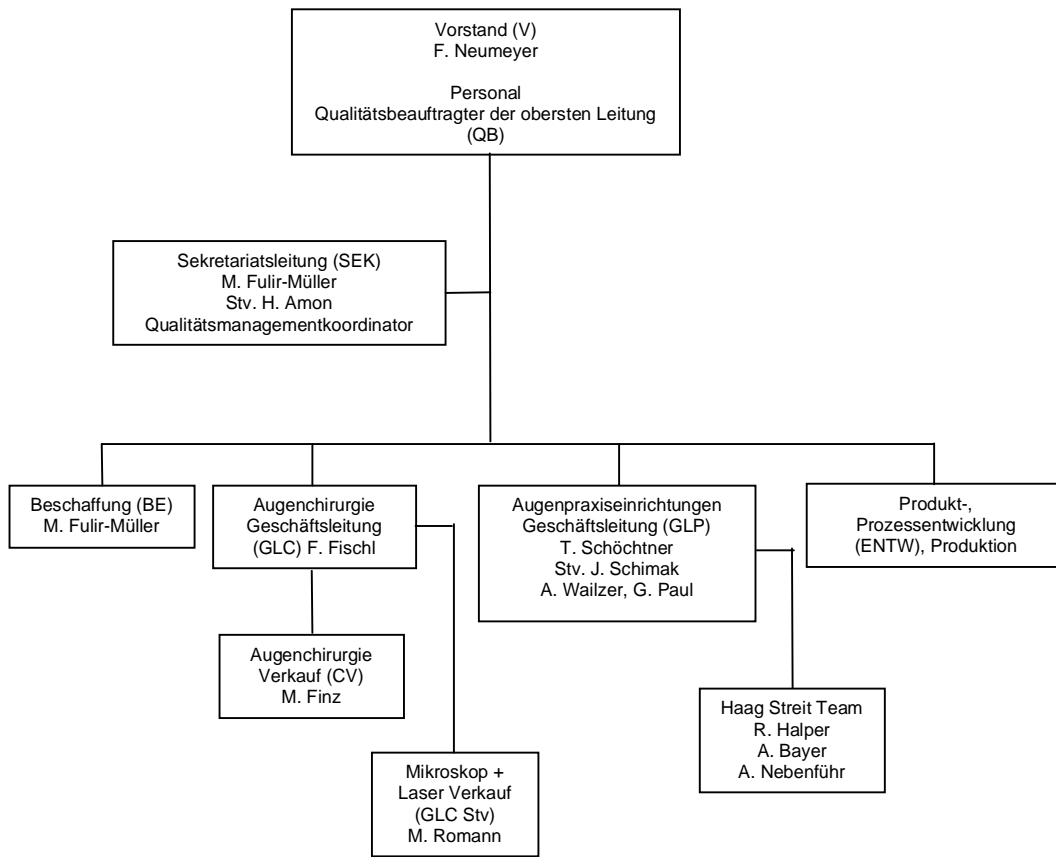 Vorstand (V)
F. Neumeyer
Personal
Qualitätsbeauftragter der obersten Leitung
(QB)
Sekretariatsleitung (SEK)
M. Fulir-Müller
Stv. H. Amon
Qualitätsmanagementkoordinator
Beschaffung (BE)
M. Fulir-Müller
Augenchirurgie
Geschäftsleitung
(GLC) F. Fischl
Augenpraxiseinrichtungen
Geschäftsleitung (GLP)
T. Schöchtner
Stv. J. Schimak
A. Wailzer, G. Paul
Produkt-,
Prozessentwicklung
(ENTW), Produktion
Augenchirurgie
Verkauf (CV)
M. Finz
Haag Streit Team
R. Halper
A. Bayer
A. Nebenführ
Mikroskop +
Laser Verkauf
(GLC Stv)
M. Romann